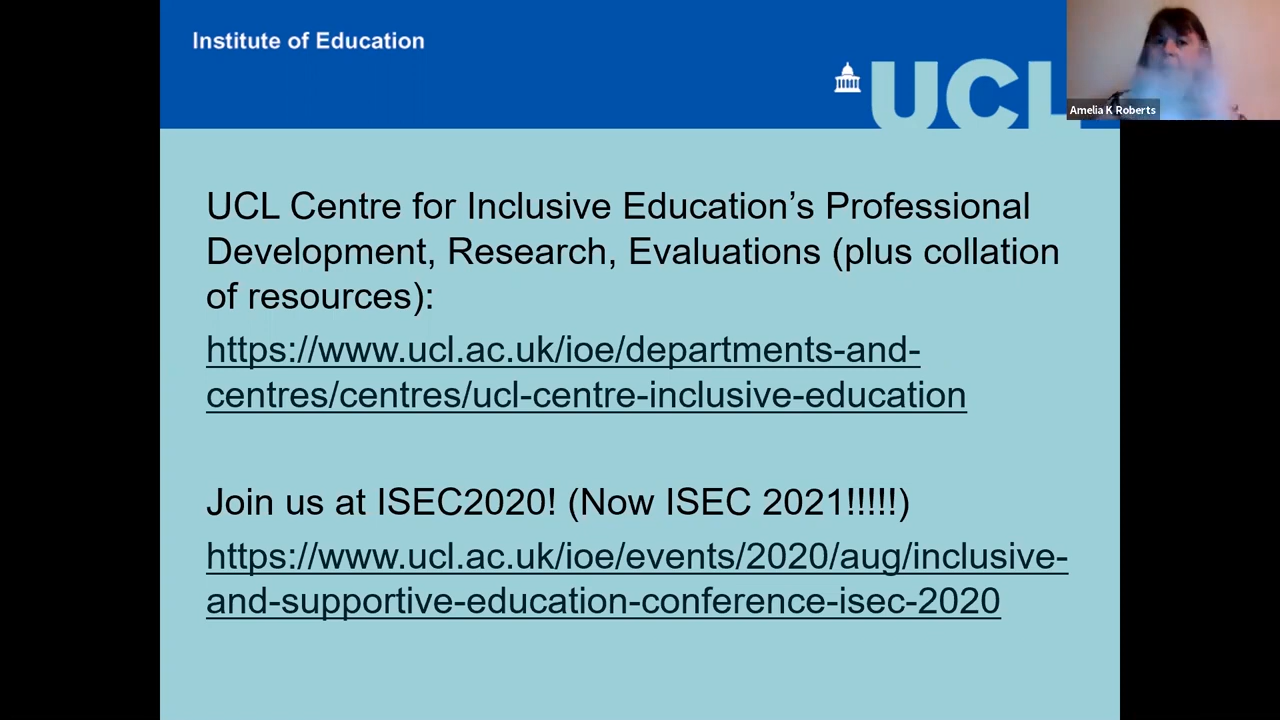 Institute of Education
UCL
Amelia K Roberts
UCL Centre for Inclusive Education’s Professional
Development, Research, Evaluations (plus collation
of resources):
https://www.ucl.ac.uk/ioe/departments-and-
centres/centres/ucl-centre-inclusive-education
Join us at ISEC2020! (Now ISEC 2021!!!!!)
https://www.ucl.ac.uk/ioe/events/2020/aug/inclusive-
and-supportive-education-conference-isec-2020